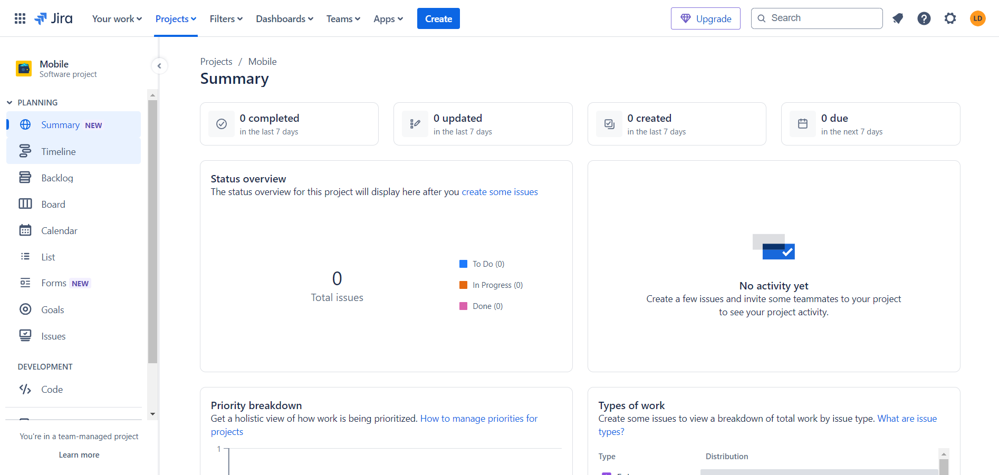 Jira
Your work
Projects
Filters
Dashboards
Teams
Apps
Create
Upgrade
Search
LD
Mobile
Software project
PLANNING
Summary NEW
Timeline
Backlog
Board
Calendar
List
Forms NEW
Goals
Issues
DEVELOPMENT
Code
You're in a team-managed project
Learn more
Projects / Mobile
Summary
0 completed
in the last 7 days
0 updated
in the last 7 days
0 created
in the last 7 days
0 due
in the next 7 days
Status overview
The status overview for this project will display here after you create some issues
0
Total issues
To Do (0)
In Progress (0)
Done (0)
No activity yet
Create a few issues and invite some teammates to your project
to see your project activity.
Priority breakdown
Get a holistic view of how work is being prioritized. How to manage priorities for
projects
1
Types of work
Create some issues to view a breakdown of total work by issue type. What are issue
types?
Type
Distribution